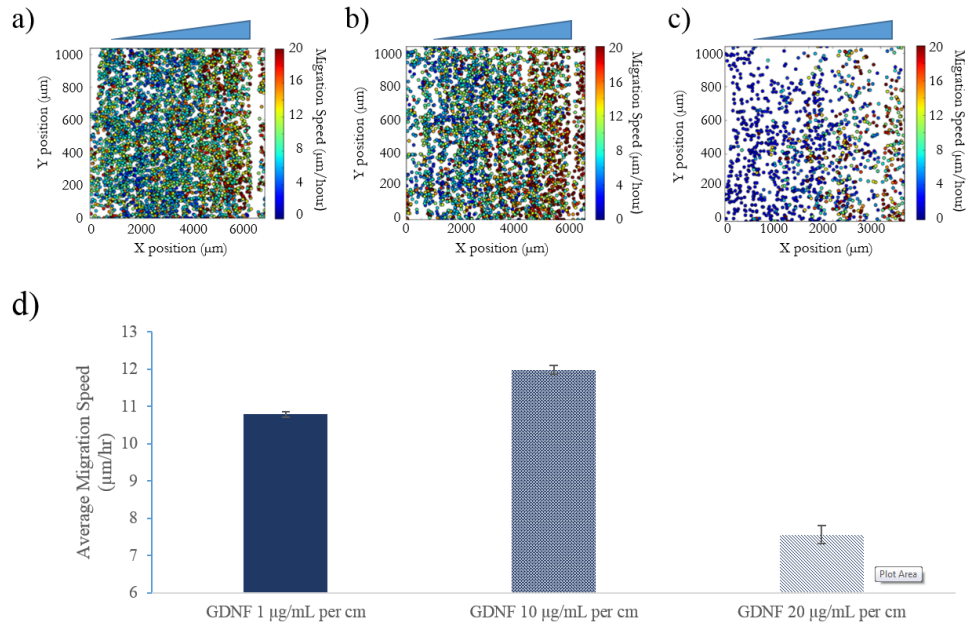 a)
b)
c)
1000
800
600
400
200
0
Y position (μm)
0 2000 4000 6000
X position (μm)
20
16
12
8
4
0
Migration Speed (μm/hour)
1000
800
600
400
200
0
Y position (μm)
0 2000 4000 6000
X position (μm)
20
16
12
8
4
0
Migration Speed (μm/hour)
1000
800
600
400
200
0
Y position (μm)
0 1000 2000 3000
X position (μm)
20
16
12
8
4
0
Migration Speed (μm/hour)
d)
Average Migration Speed
(μm/hr)
13
12
11
10
9
8
7
6
Plot Area
GDNF 1 μg/mL per cm
GDNF 10 μg/mL per cm
GDNF 20 μg/mL per cm